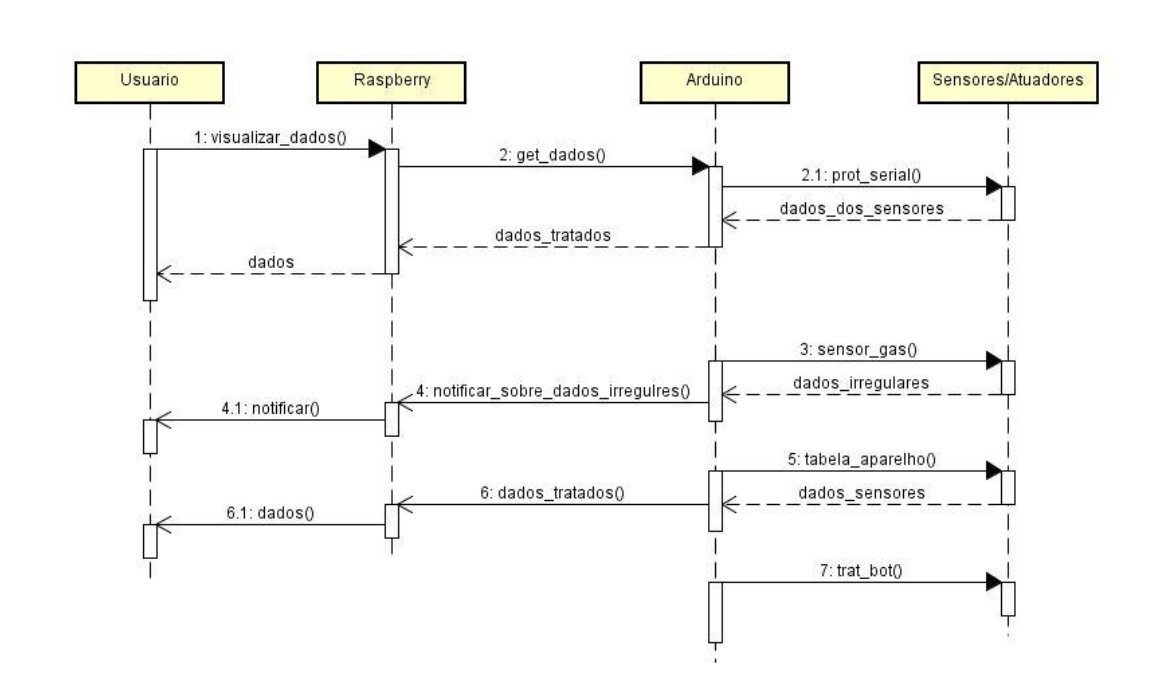 Usuario
Raspberry
Arduino
Sensores/Atuadores
1: visualizar_dados()
2: get_dados()
2.1: prot_serial()
dados_dos_sensores
dados_tratados
dados
3: sensor_gas()
dados_irregulares
4: notificar_sobre_dados_irregulres()
4.1: notificar()
5: tabela_aparelho()
dados_sensores
6: dados_tratados()
6.1: dados()
7: trat_bot()